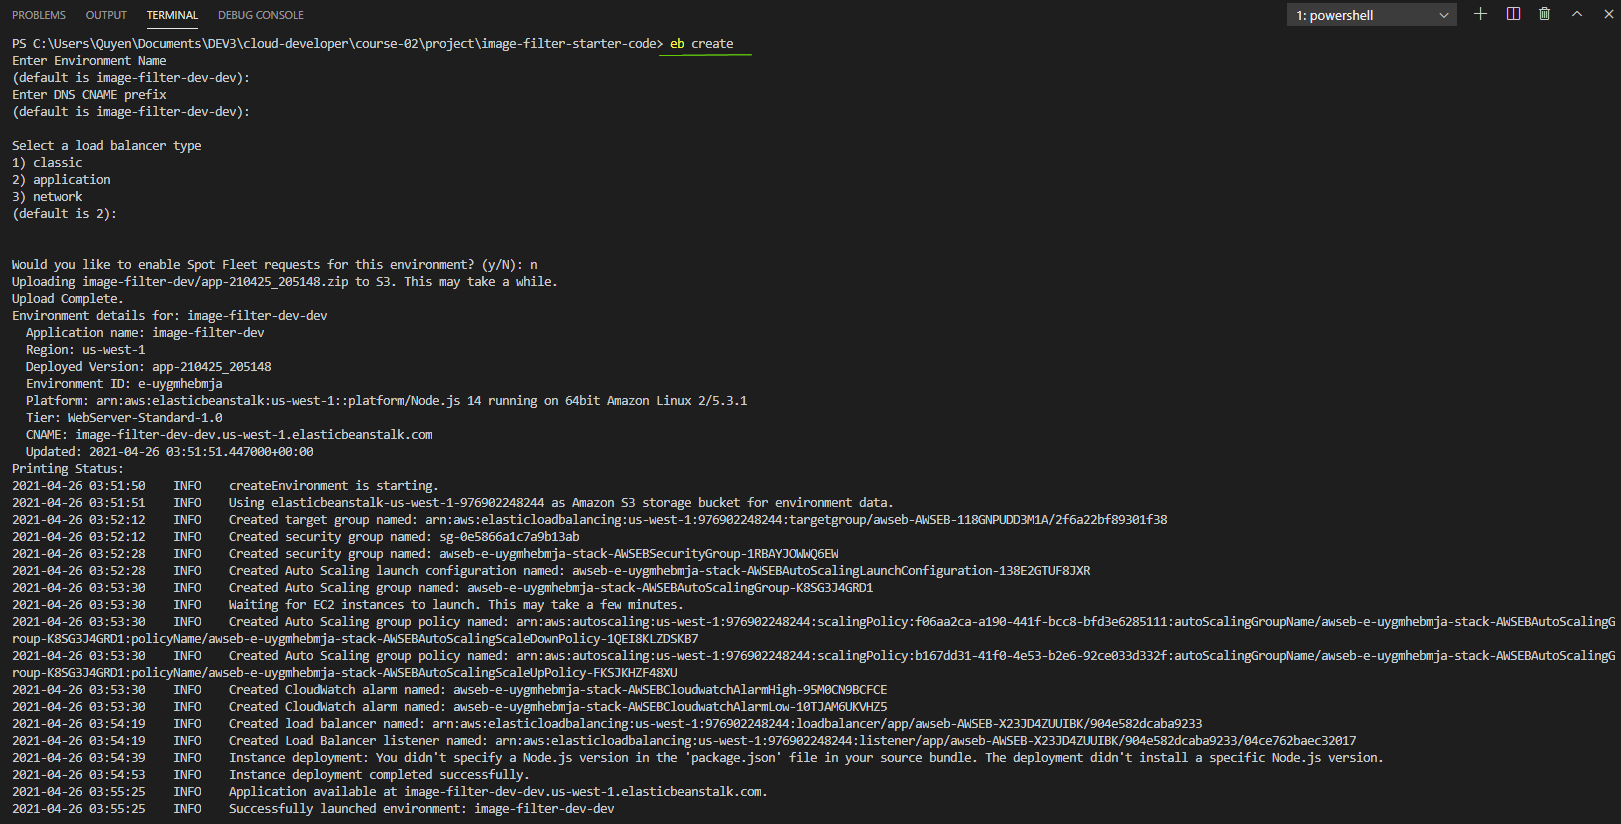 PROBLEMS OUTPUT TERMINAL DEBUG CONSOLE 1: powershell
PS C:\Users\Quyen\Documents\DEV3\cloud-developer\course-02\project\image-filter-starter-code> eb create
Enter Environment Name
(default is image-filter-dev-dev):
Enter DNS CNAME prefix
(default is image-filter-dev-dev):
Select a load balancer type
1) classic
2) application
3) network
(default is 2):
Would you like to enable Spot Fleet requests for this environment? (y/N): n
Uploading image-filter-dev/app-210425_205148.zip to S3. This may take a while.
Upload Complete.
Environment details for: image-filter-dev-dev
Application name: image-filter-dev
Region: us-west-1
Deployed Version: app-210425_205148
Environment ID: e-uygmhebmja
Platform: arn:aws:elasticbeanstalk:us-west-1::platform/Node.js 14 running on 64bit Amazon Linux 2/5.3.1
Tier: WebServer-Standard-1.0
CNAME: image-filter-dev-dev.us-west-1.elasticbeanstalk.com
Updated: 2021-04-26 03:51:51.447000+00:00
Printing Status:
2021-04-26 03:51:50 INFO createEnvironment is starting.
2021-04-26 03:51:51 INFO Using elasticbeanstalk-us-west-1-976902248244 as Amazon S3 storage bucket for environment data.
2021-04-26 03:52:12 INFO Created target group named: arn:aws:elasticloadbalancing:us-west-1:976902248244:targetgroup/awseb-AWSEB-118GNPUDD3M1A/2f6a22bf89301f38
2021-04-26 03:52:12 INFO Created security group named: sg-0e5866a1c7a9b13ab
2021-04-26 03:52:28 INFO Created security group named: awseb-e-uygmhebmja-stack-AWSEBSecurityGroup-1RBAYJOWWQ6EW
2021-04-26 03:52:28 INFO Created Auto Scaling launch configuration named: awseb-e-uygmhebmja-stack-AWSEBAutoScalingLaunchConfiguration-138E2GTUF8JXR
2021-04-26 03:53:30 INFO Created Auto Scaling group named: awseb-e-uygmhebmja-stack-AWSEBAutoScalingGroup-K8SG3J4GRD1
2021-04-26 03:53:30 INFO Waiting for EC2 instances to launch. This may take a few minutes.
2021-04-26 03:53:30 INFO Created Auto Scaling group policy named: arn:aws:autoscaling:us-west-1:976902248244:scalingPolicy:f06aa2ca-a190-441f-bcc8-bfd3e6285111:autoScalingGroupName/awseb-e-uygmhebmja-stack-AWSEBAutoScalingG
roup-K8SG3J4GRD1:policyName/awseb-e-uygmhebmja-stack-AWSEBAutoScalingScaleDownPolicy-1QEI8KLZDSKB7
2021-04-26 03:53:30 INFO Created Auto Scaling group policy named: arn:aws:autoscaling:us-west-1:976902248244:scalingPolicy:b167dd31-41f0-4e53-b2e6-92ce033d332f:autoScalingGroupName/awseb-e-uygmhebmja-stack-AWSEBAutoScalingG
roup-K8SG3J4GRD1:policyName/awseb-e-uygmhebmja-stack-AWSEBAutoScalingScaleUpPolicy-FKSJKHZF48XU
2021-04-26 03:53:30 INFO Created CloudWatch alarm named: awseb-e-uygmhebmja-stack-AWSEBCloudwatchAlarmHigh-95M0CN9BCFCE
2021-04-26 03:53:30 INFO Created CloudWatch alarm named: awseb-e-uygmhebmja-stack-AWSEBCloudwatchAlarmLow-10TJAM6UKVHZ5
2021-04-26 03:54:19 INFO Created load balancer named: arn:aws:elasticloadbalancing:us-west-1:976902248244:loadbalancer/app/awseb-AWSEB-X23JD4ZUUIBK/904e582dcaba9233
2021-04-26 03:54:19 INFO Created Load Balancer listener named: arn:aws:elasticloadbalancing:us-west-1:976902248244:listener/app/awseb-AWSEB-X23JD4ZUUIBK/904e582dcaba9233/04ce762baec32017
2021-04-26 03:54:39 INFO Instance deployment: You didn't specify a Node.js version in the 'package.json' file in your source bundle. The deployment didn't install a specific Node.js version.
2021-04-26 03:54:53 INFO Instance deployment completed successfully.
2021-04-26 03:55:25 INFO Application available at image-filter-dev-dev.us-west-1.elasticbeanstalk.com.
2021-04-26 03:55:25 INFO Successfully launched environment: image-filter-dev-dev